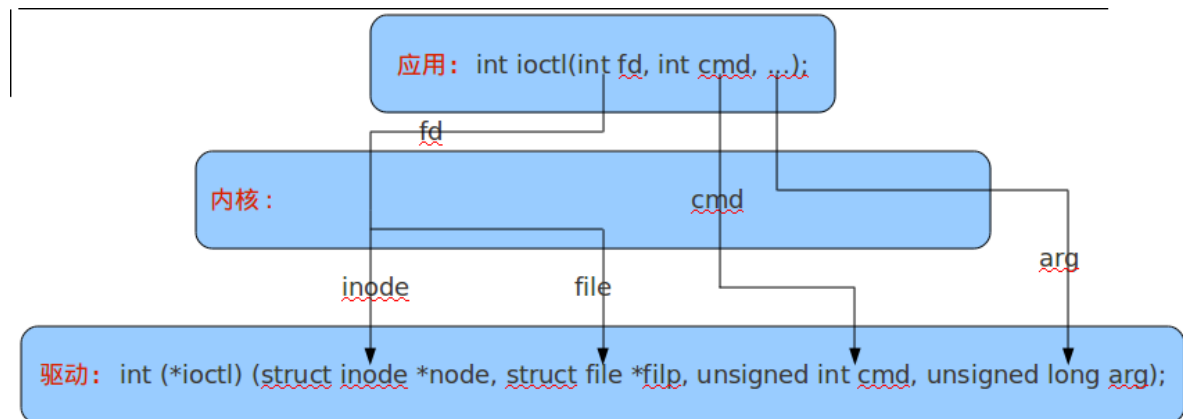 应用：int ioctl(int fd, int cmd, ...);
fd
内核：
cmd
arg
inode
file
驱动：int (*ioctl) (struct inode *node, struct file *filp, unsigned int cmd, unsigned long arg);